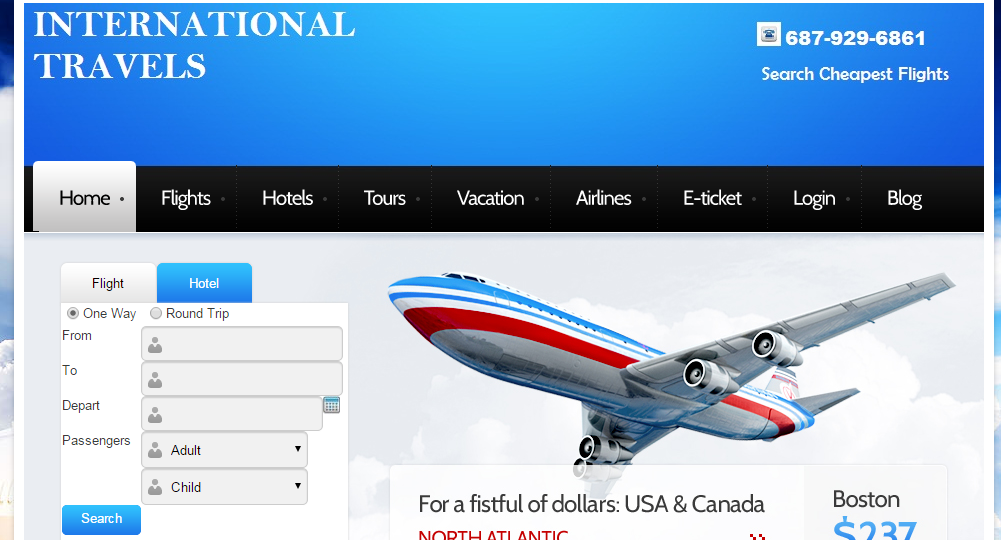 INTERNATIONAL
TRAVELS
687-929-6861
Search Cheapest Flights
Home Flights Hotels Tours Vacation Airlines E-ticket Login Blog
Flight Hotel
One Way Round Trip
From
To
Depart
Passengers Adult
Child
Search
For a fistful of dollars: USA & Canada
NORTH ATLANTIC
Boston
$237